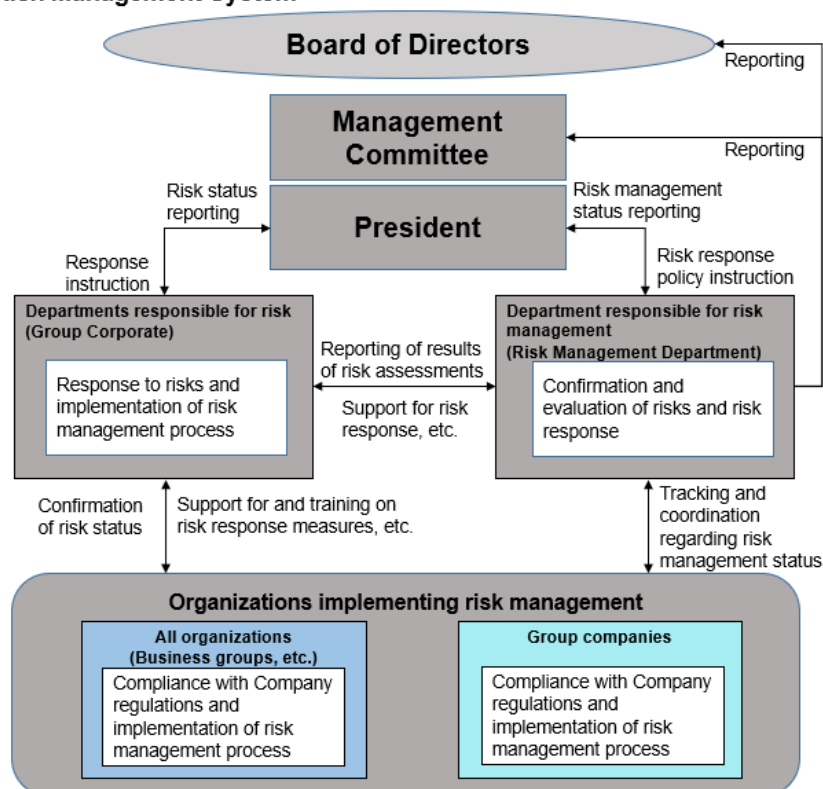 Board of Directors
Reporting
Management
Committee
Reporting
Risk status
reporting
President
Risk management
status reporting
Response
instruction
Risk response
policy instruction
Departments responsible for risk
(Group Corporate)
Response to risks and
implementation of risk
management process
Reporting of results
of risk assessments
Support for risk
response, etc.
Department responsible for risk
management
(Risk Management Department)
Confirmation and
evaluation of risks and risk
response
Confirmation
of risk status
Support for and training on
risk response measures, etc.
Tracking and
coordination
regarding risk
management status
Organizations implementing risk management
All organizations
(Business groups, etc.)
Compliance with Company
regulations and
implementation of risk
management process
Group companies
Compliance with Company
regulations and
implementation of risk
management process